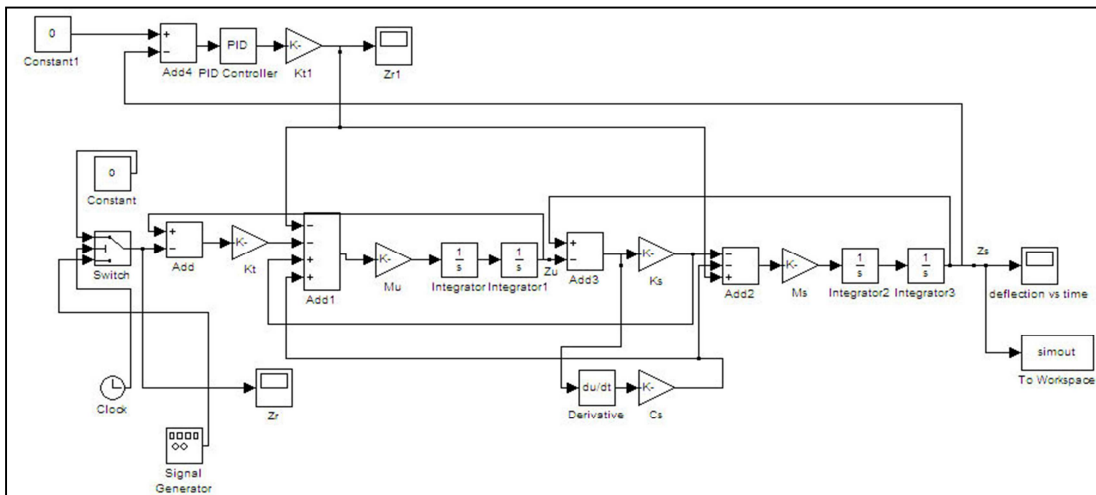 0
Constant1
+
-
Add4
PID
PID Controller
K-
Kt1
Zr1
0
Constant
Switch
+
-
Add
K-
Kt
-
-
+
+
Add1
K-
Mu
1
s
Integrator
1
s
Integrator1
Zu
+
-
Add3
K-
Ks
-
-
+
Add2
K-
Ms
1
s
Integrator2
1
s
Integrator3
Zs
deflection vs time
simout
To Workspace
du/dt
Derivative
K-
Cs
Clock
Zr
Signal
Generator